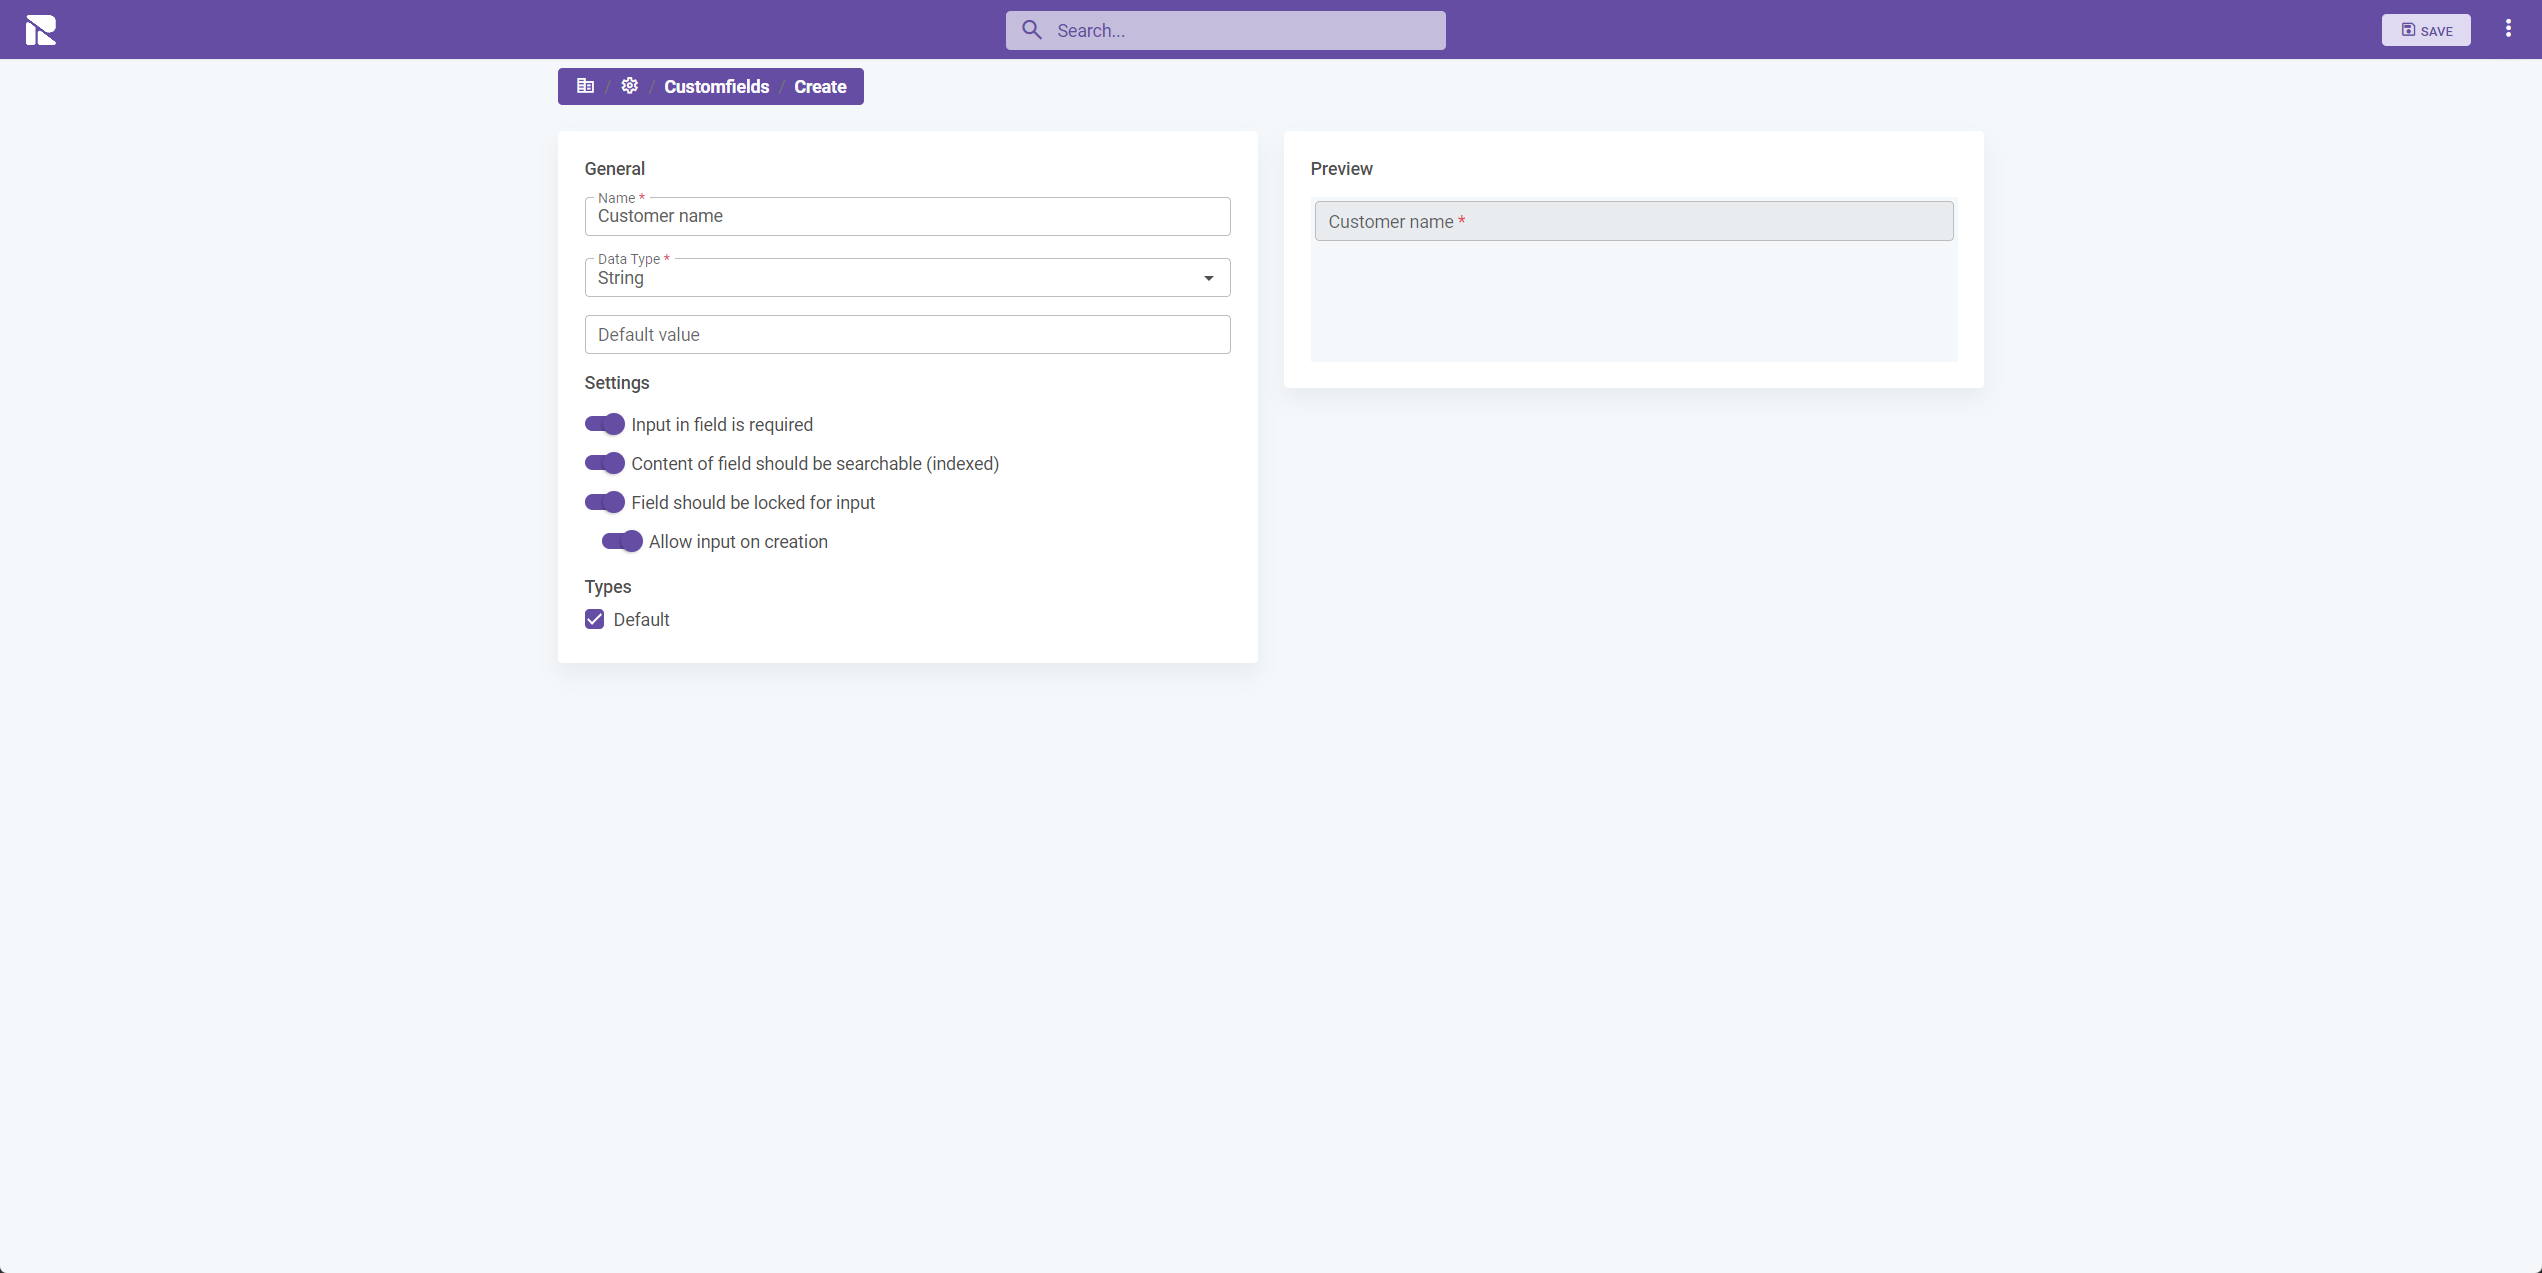 Search...
SAVE
/ / Customfields / Create
General
Name *
Customer name
Data Type *
String
Default value
Settings
Input in field is required
Content of field should be searchable (indexed)
Field should be locked for input
Allow input on creation
Types
Default
Preview
Customer name *